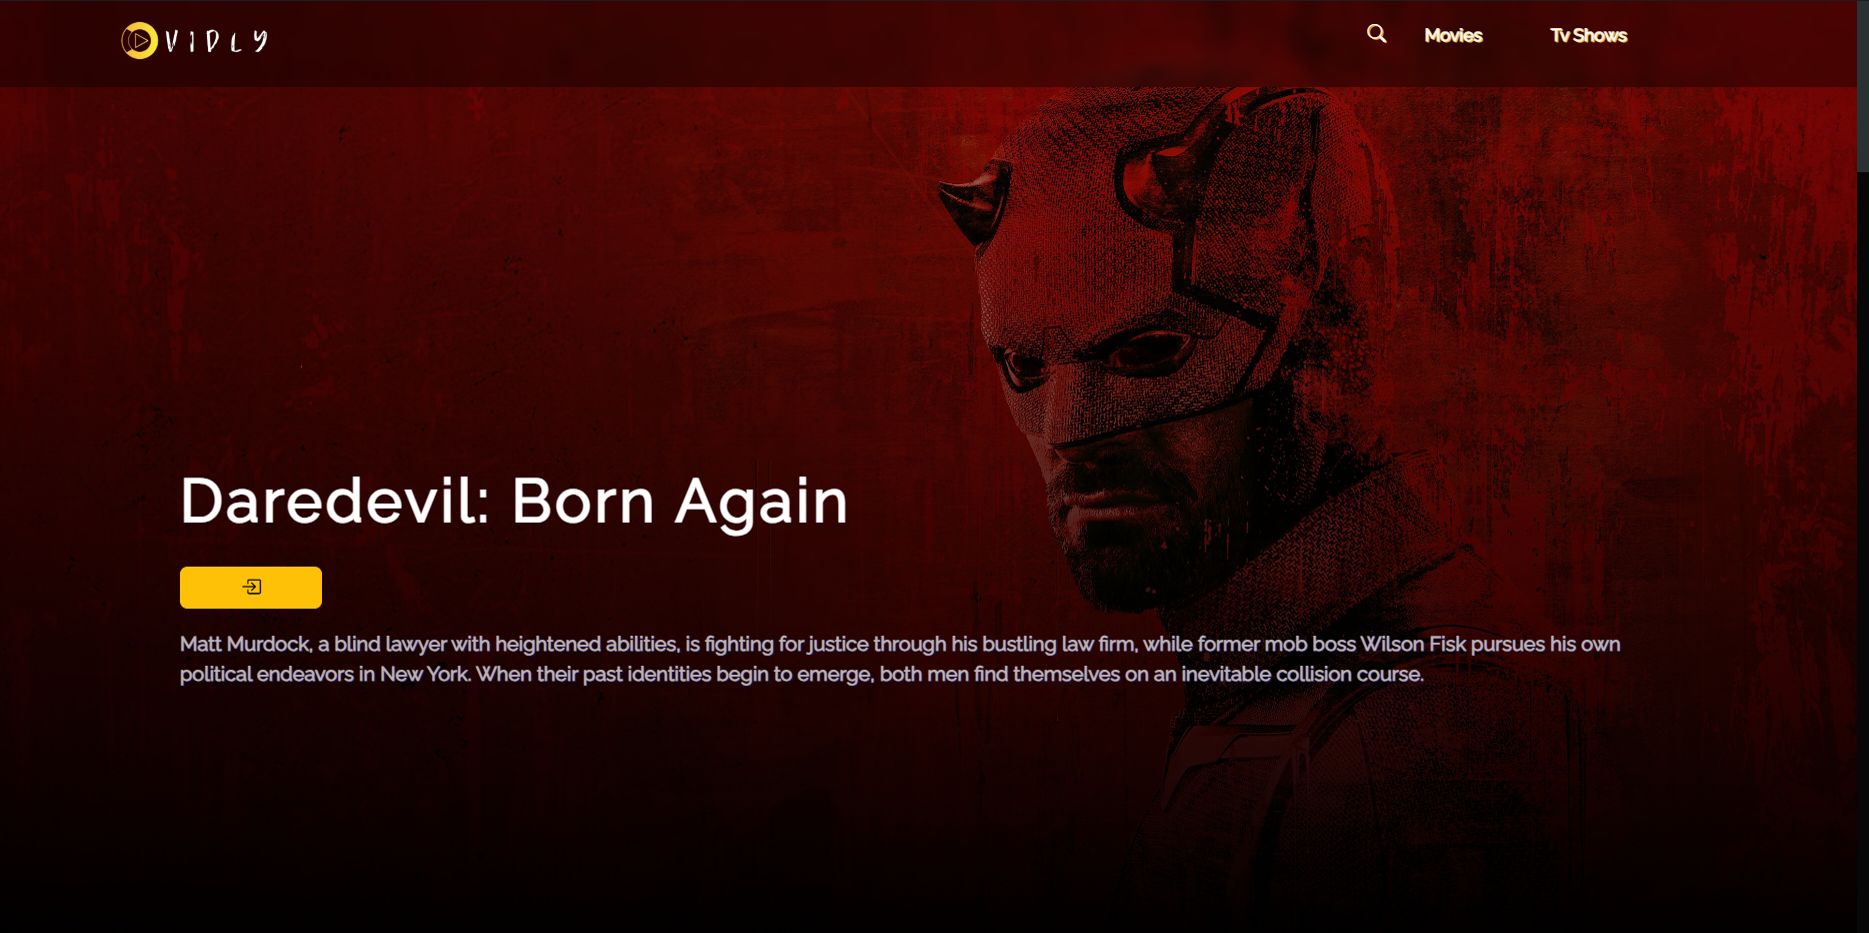 VIDLY
Movies
Tv Shows
Daredevil: Born Again
Matt Murdock, a blind lawyer with heightened abilities, is fighting for justice through his bustling law firm, while former mob boss Wilson Fisk pursues his own
political endeavors in New York. When their past identities begin to emerge, both men find themselves on an inevitable collision course.